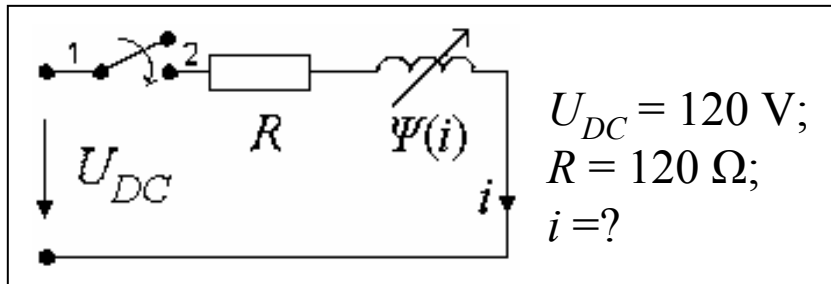 1 2
R Ψ(i)
U_DC i
U_DC = 120 V;
R = 120 Ω;
i =?